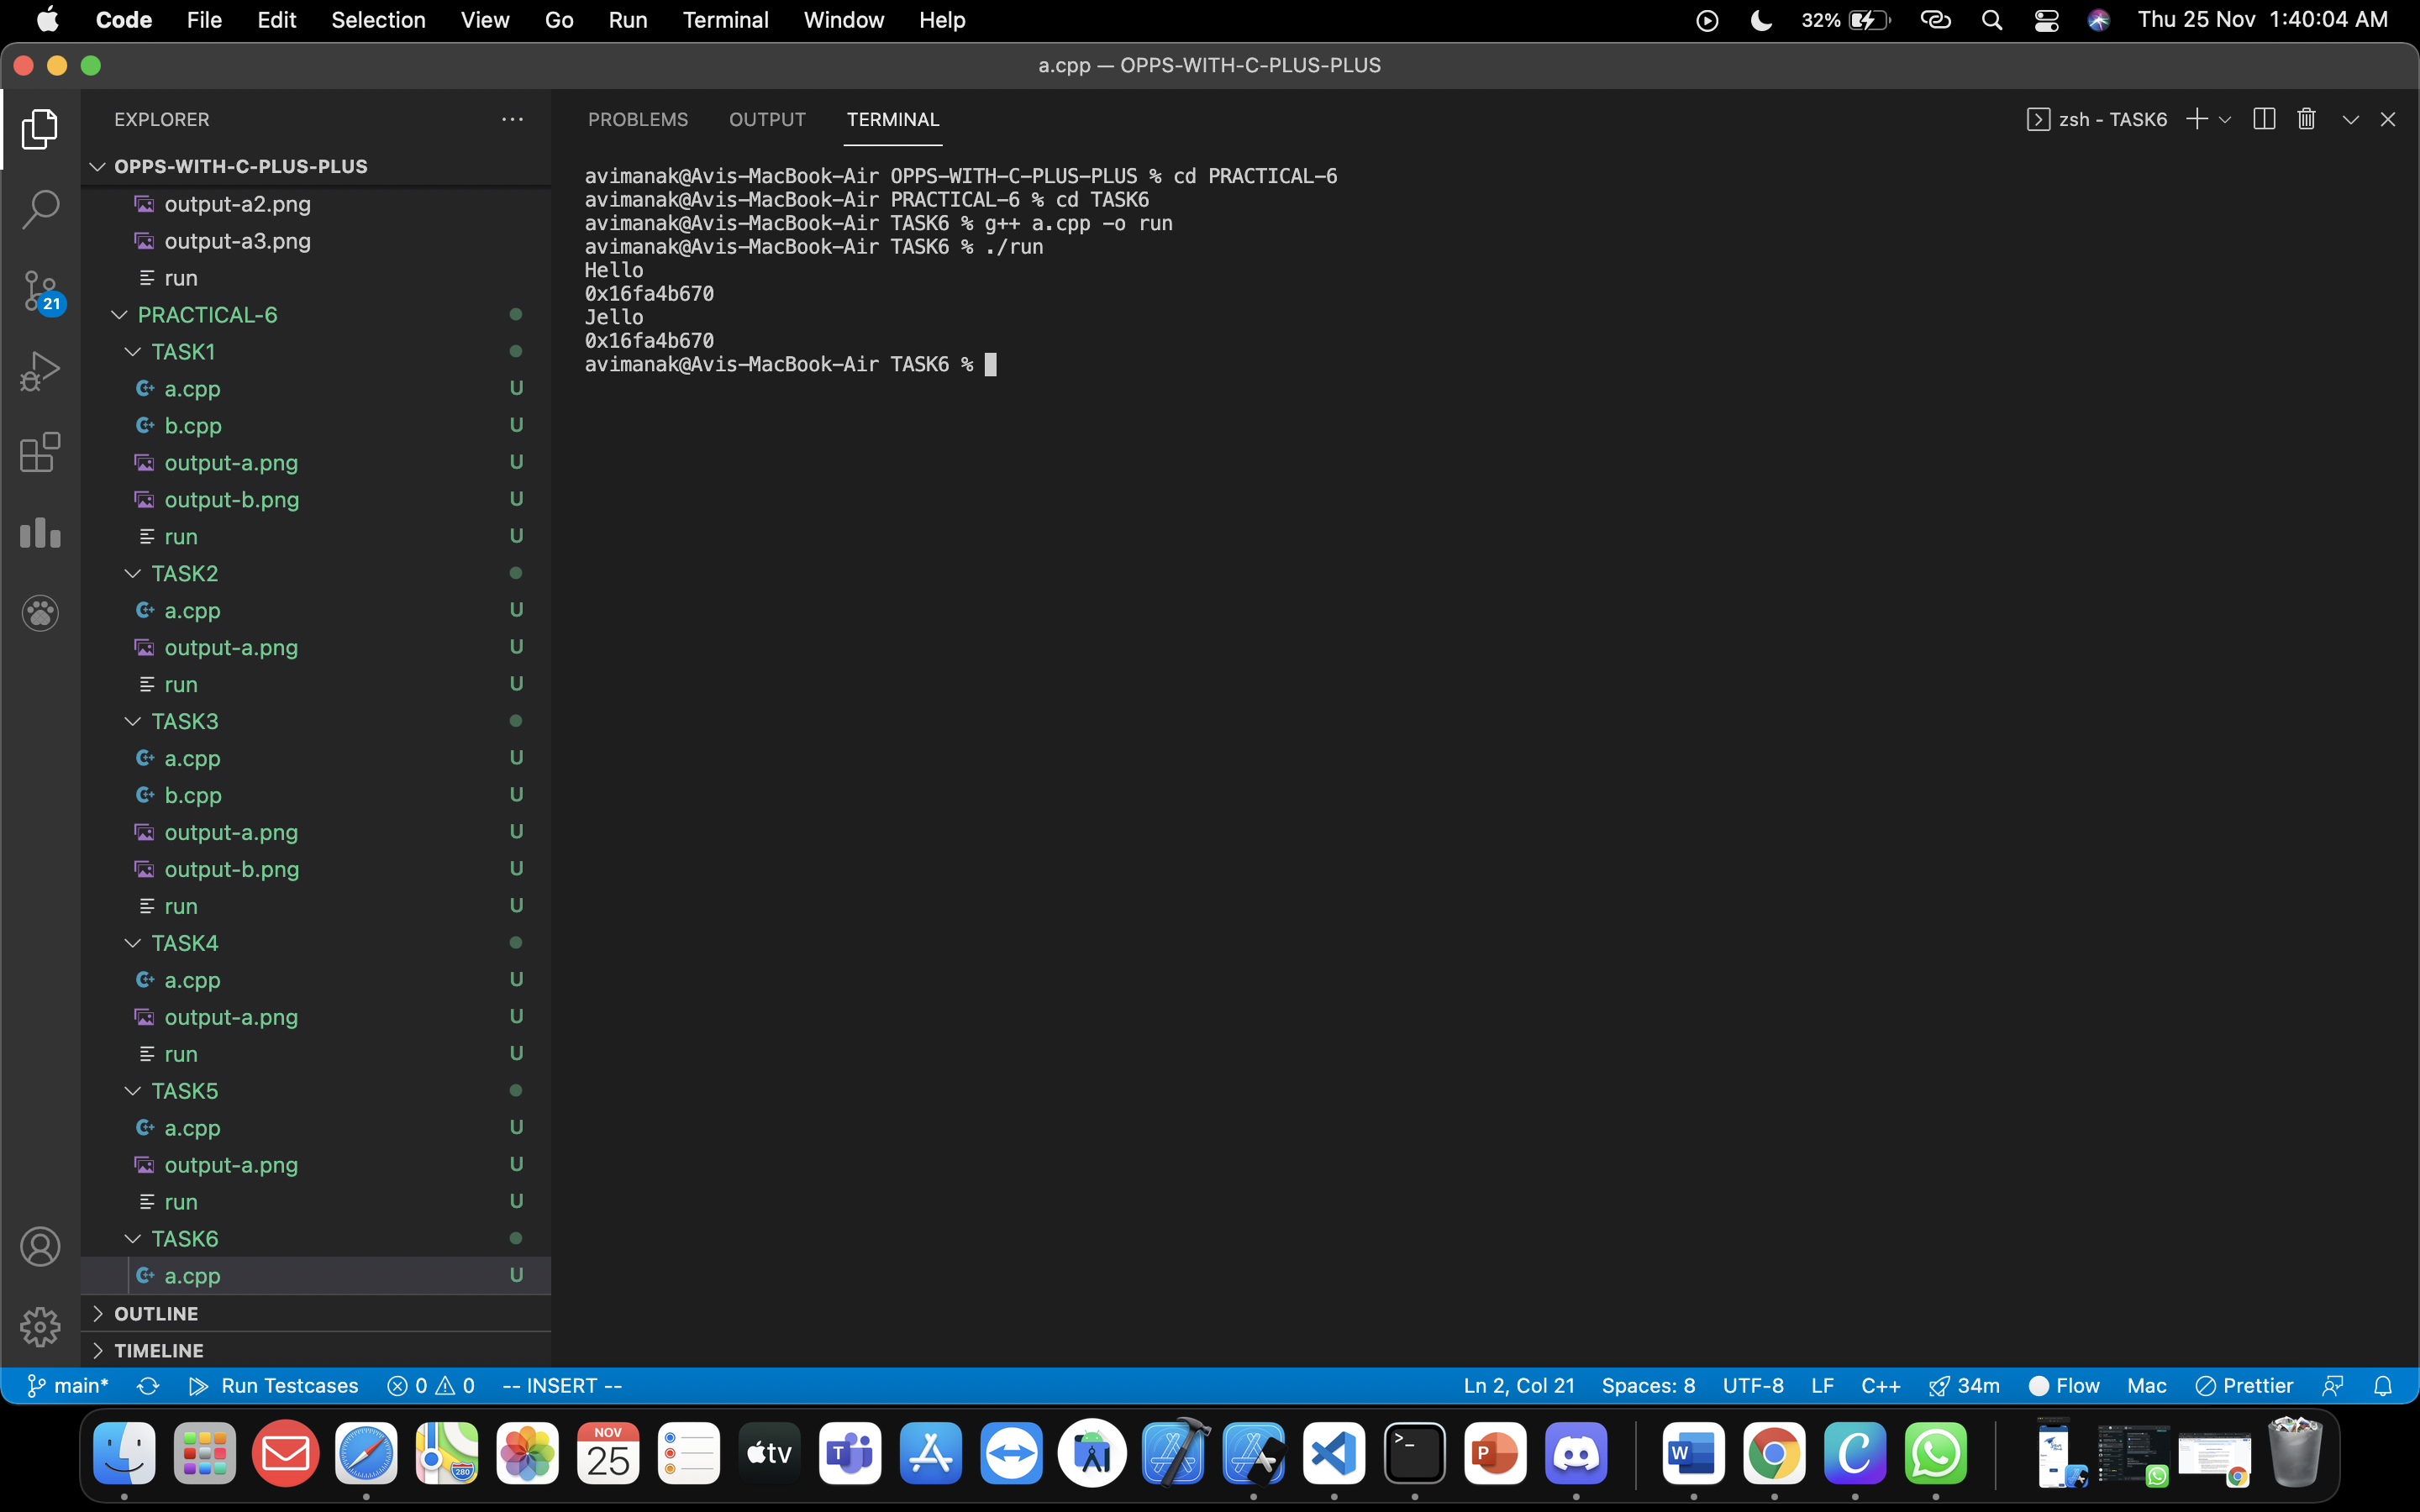 Code File Edit Selection View Go Run Terminal Window Help 32% Thu 25 Nov 1:40:04 AM
a.cpp — OPPS-WITH-C-PLUS-PLUS
EXPLORER
OPPS-WITH-C-PLUS-PLUS
output-a2.png
output-a3.png
run
PRACTICAL-6
TASK1
a.cpp U
b.cpp U
output-a.png U
output-b.png U
run U
TASK2
a.cpp U
output-a.png U
run U
TASK3
a.cpp U
b.cpp U
output-a.png U
output-b.png U
run U
TASK4
a.cpp U
output-a.png U
run U
TASK5
a.cpp U
output-a.png U
run U
TASK6
a.cpp U
OUTLINE
TIMELINE
21
PROBLEMS OUTPUT TERMINAL zsh - TASK6
avimanak@Avis-MacBook-Air OPPS-WITH-C-PLUS-PLUS % cd PRACTICAL-6
avimanak@Avis-MacBook-Air PRACTICAL-6 % cd TASK6
avimanak@Avis-MacBook-Air TASK6 % g++ a.cpp -o run
avimanak@Avis-MacBook-Air TASK6 % ./run
Hello
0x16fa4b670
Jello
0x16fa4b670
avimanak@Avis-MacBook-Air TASK6 %
main* Run Testcases 0 0 -- INSERT -- Ln 2, Col 21 Spaces: 8 UTF-8 LF C++ 34m Flow Mac Prettier
280
NOV
25
tv
T
P
W
C